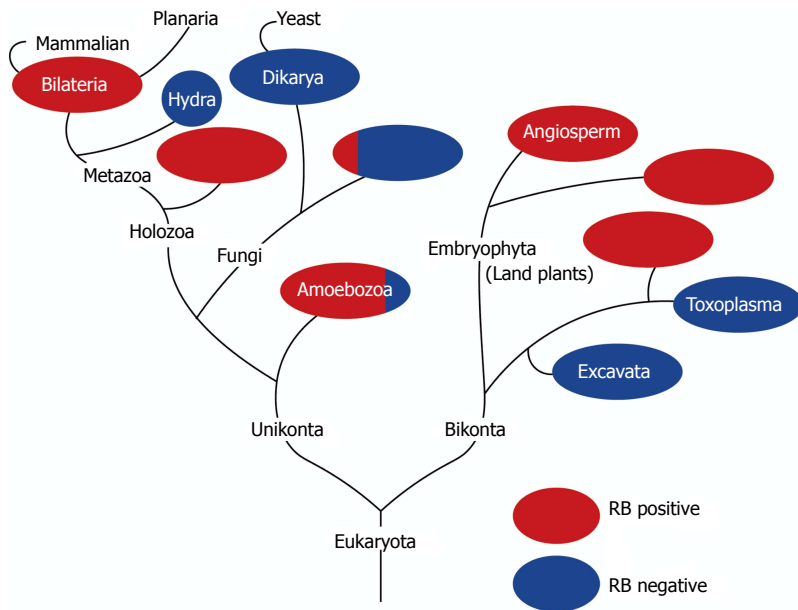 Planaria
Yeast
Mammalian
Bilateria
Hydra
Dikarya
Angiosperm
Metazoa
Holozoa
Fungi
Embryophyta
(Land plants)
Amoebozoa
Toxoplasma
Excavata
Unikonta
Bikonta
RB positive
Eukaryota
RB negative